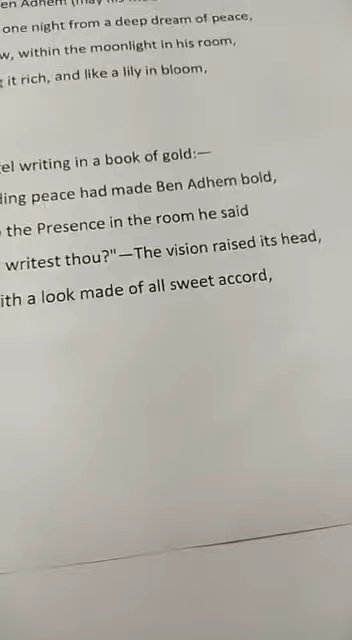 en Adhem (may his
one night from a deep dream of peace,
w, within the moonlight in his room,
it rich, and like a lily in bloom,
el writing in a book of gold:—
ding peace had made Ben Adhem bold,
the Presence in the room he said
writest thou?"—The vision raised its head,
ith a look made of all sweet accord,